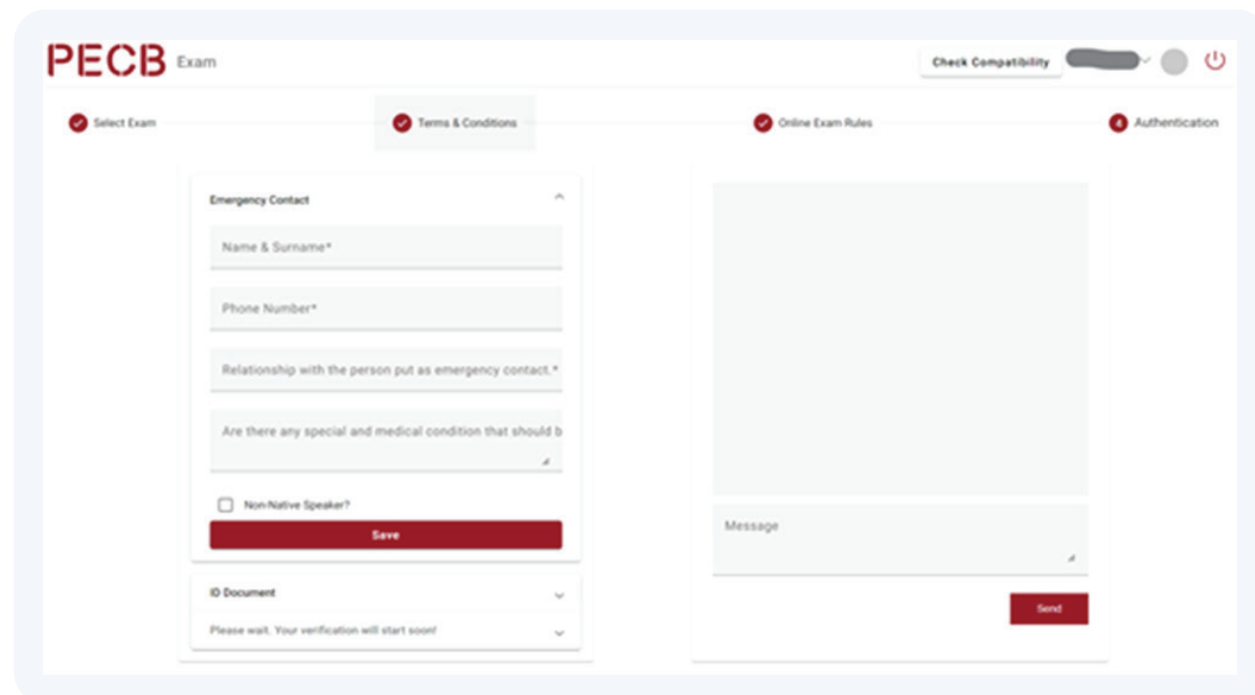 PECB Exam
Check Compatibility
Select Exam
Terms & Conditions
Online Exam Rules
4 Authentication
Emergency Contact
Name & Surname*
Phone Number*
Relationship with the person put as emergency contact.*
Are there any special and medical condition that should b
Non-Native Speaker?
Save
ID Document
Please wait. Your verification will start soon!
Message
Send